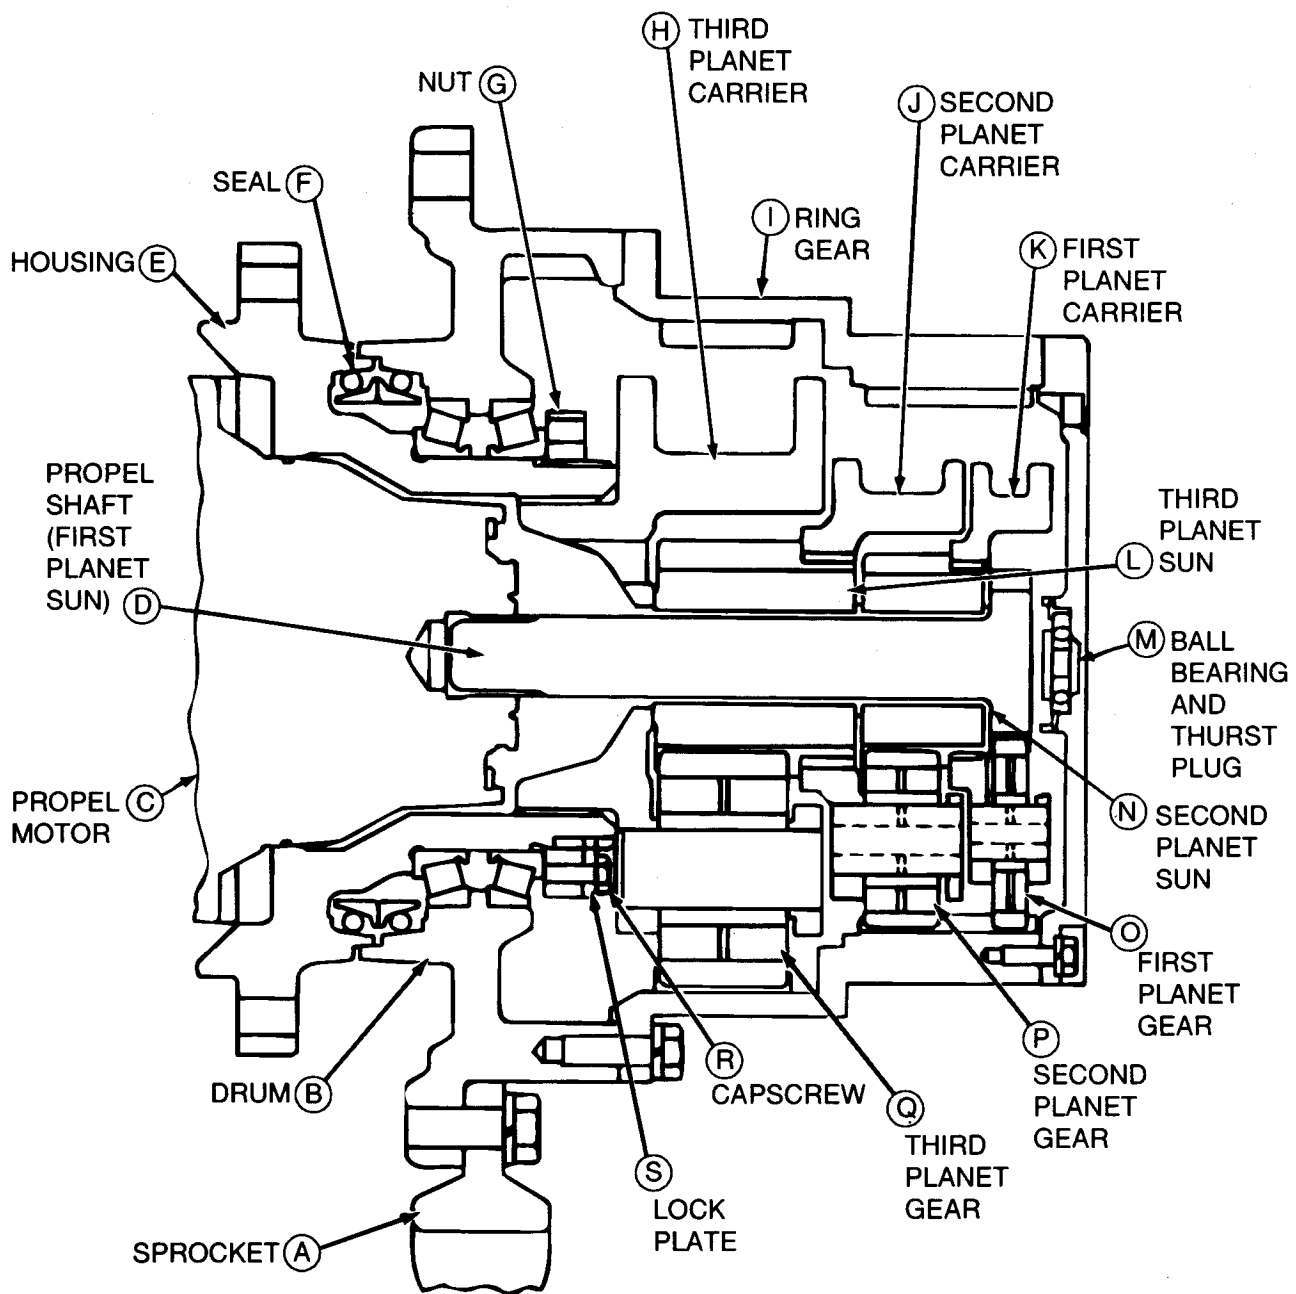 H THIRD
PLANET
CARRIER
NUT G
J SECOND
PLANET
CARRIER
SEAL F
I RING
GEAR
HOUSING E
K FIRST
PLANET
CARRIER
PROPEL
SHAFT
(FIRST
PLANET
SUN) D
THIRD
PLANET
L SUN
M BALL
BEARING
AND
THURST
PLUG
PROPEL C
MOTOR
N SECOND
PLANET
SUN
O
FIRST
PLANET
GEAR
P
SECOND
PLANET
GEAR
DRUM B
R
CAPSCREW
Q
THIRD
PLANET
GEAR
S
LOCK
PLATE
SPROCKET A